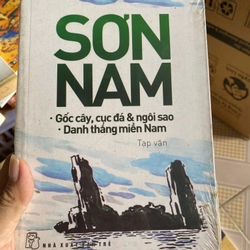 SƠN
NAM
· Gốc cây, cục đá & ngôi sao
· Danh thắng miền Nam
Tạp văn
NHÀ XUẤT BẢN TRẺ